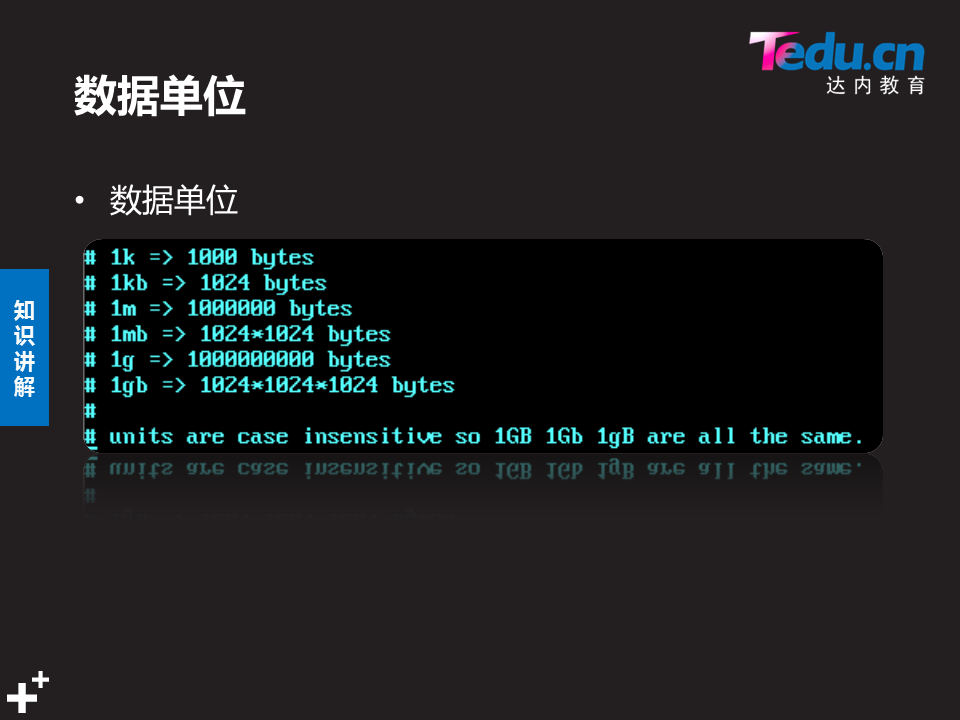 Tedu.cn
达内教育
数据单位
• 数据单位
知识讲解
# 1k => 1000 bytes
# 1kb => 1024 bytes
# 1m => 1000000 bytes
# 1mb => 1024*1024 bytes
# 1g => 1000000000 bytes
# 1gb => 1024*1024*1024 bytes
#
# units are case insensitive so 1GB 1Gb 1gB are all the same.